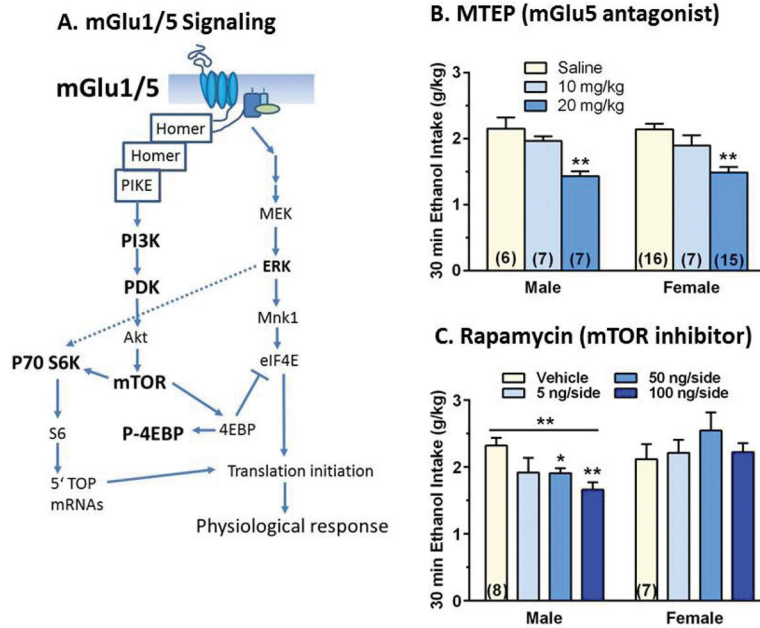 A. mGlu1/5 Signaling
mGlu1/5
Homer
Homer
PIKE
MEK
PI3K
ERK
PDK
Mnk1
Akt
P70 S6K
eIF4E
mTOR
S6
P-4EBP
4EBP
5' TOP
mRNAs
Translation initiation
Physiological response
B. MTEP (mGlu5 antagonist)
30 min Ethanol Intake (g/kg)
3
2
1
0
Saline
10 mg/kg
20 mg/kg
**
**
(6)
(7)
(7)
(16)
(7)
(15)
Male
Female
C. Rapamycin (mTOR inhibitor)
Vehicle
50 ng/side
5 ng/side
100 ng/side
30 min Ethanol Intake (g/kg)
3
2
1
0
**
*
**
(8)
(7)
Male
Female